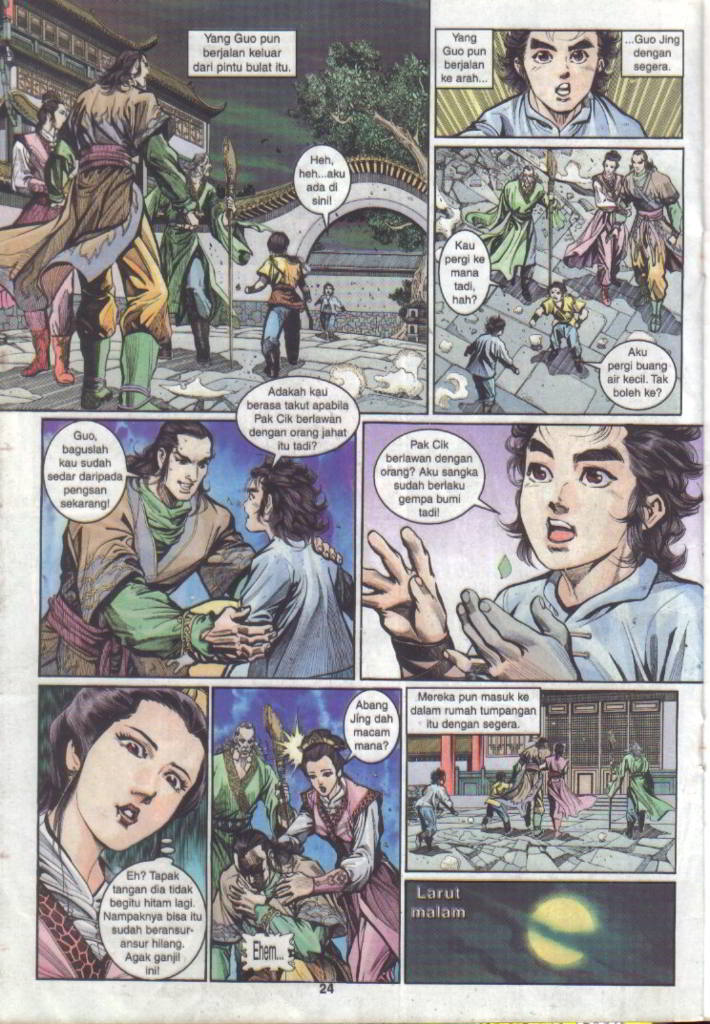 Yang Guo pun
berjalan keluar
dari pintu bulat itu.
Heh,
heh...aku
ada di
sini!
Yang
Guo pun
berjalan
ke arah...
...Guo Jing
dengan
segera.
Kau
pergi ke
mana
tadi,
hah?
Aku
pergi buang
air kecil. Tak
boleh ke?
Guo,
baguslah
kau sudah
sedar daripada
pengsan
sekarang!
Adakah kau
berasa takut apabila
Pak Cik berlawan
dengan orang jahat
itu tadi?
Pak Cik
berlawan dengan
orang? Aku sangka
sudah berlaku
gempa bumi
tadi!
Eh? Tapak
tangan dia tidak
begitu hitam lagi.
Nampaknya bisa itu
sudah beransur-
ansur hilang.
Agak ganjil
ini!
Abang
Jing dah
macam
mana?
Ehem...
Mereka pun masuk ke
dalam rumah tumpangan
itu dengan segera.
Larut
malam
24